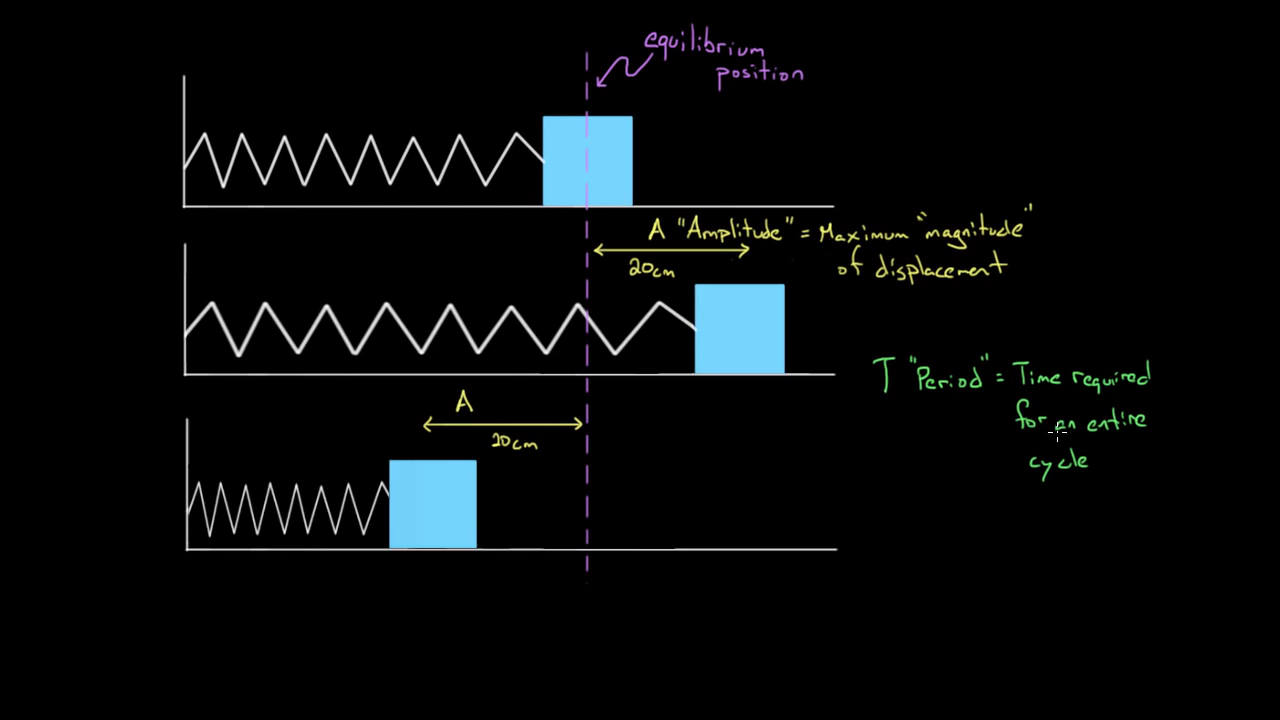 equilibrium
position
A "Amplitude" = Maximum "magnitude"
of displacement
20cm
T "Period" = Time required
for an entire
cycle
A
20cm